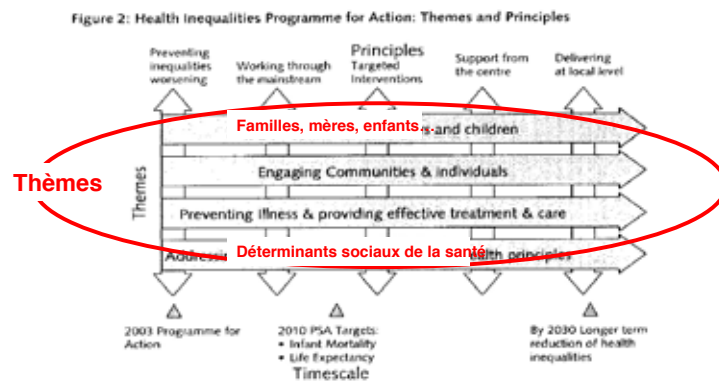 Figure 2: Health Inequalities Programme for Action: Themes and Principles
Principles
Preventing
inequalities
worsening
Working through
the mainstream
Targeted
Interventions
Support from
the centre
Delivering
at local level
Familles, mères, enfants... and children
Thèmes
Themes
Engaging Communities & individuals
Preventing Illness & providing effective treatment & care
Déterminants sociaux de la santé
health principles
2003 Programme for
Action
2010 PSA Targets:
• Infant Mortality
• Life Expectancy
By 2030 Longer term
reduction of health
inequalities
Timescale